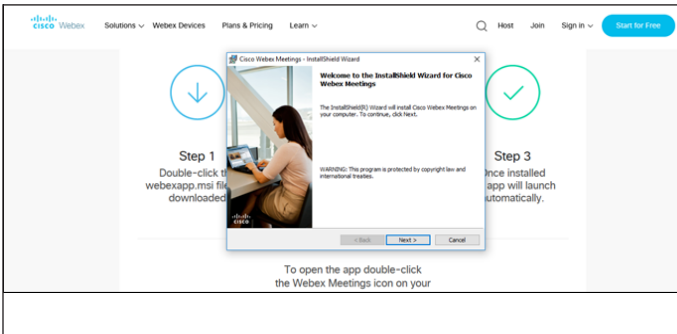 CISCO Webex Solutions Webex Devices Plans & Pricing Learn Host Join Sign in Start for Free
Cisco Webex Meetings - InstallShield Wizard
Welcome to the InstallShield Wizard for Cisco
Webex Meetings
The InstallShield(R) Wizard will install Cisco Webex Meetings on
your computer. To continue, click Next.
WARNING: This program is protected by copyright law and
international treaties.
CISCO
< Back Next > Cancel
Step 1
Double-click
webexapp.msi
downloaded
Step 3
Once installed
app will launch
automatically.
To open the app double-click
the Webex Meetings icon on your